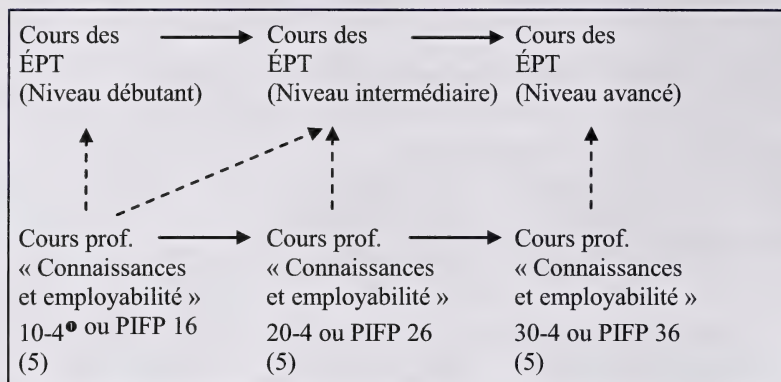 Cours des
ÉPT
(Niveau débutant)
Cours des
ÉPT
(Niveau intermédiaire)
Cours des
ÉPT
(Niveau avancé)
Cours prof.
« Connaissances
et employabilité »
10-4❶ ou PIFP 16
(5)
Cours prof.
« Connaissances
et employabilité »
20-4 ou PIFP 26
(5)
Cours prof.
« Connaissances
et employabilité »
30-4 ou PIFP 36
(5)